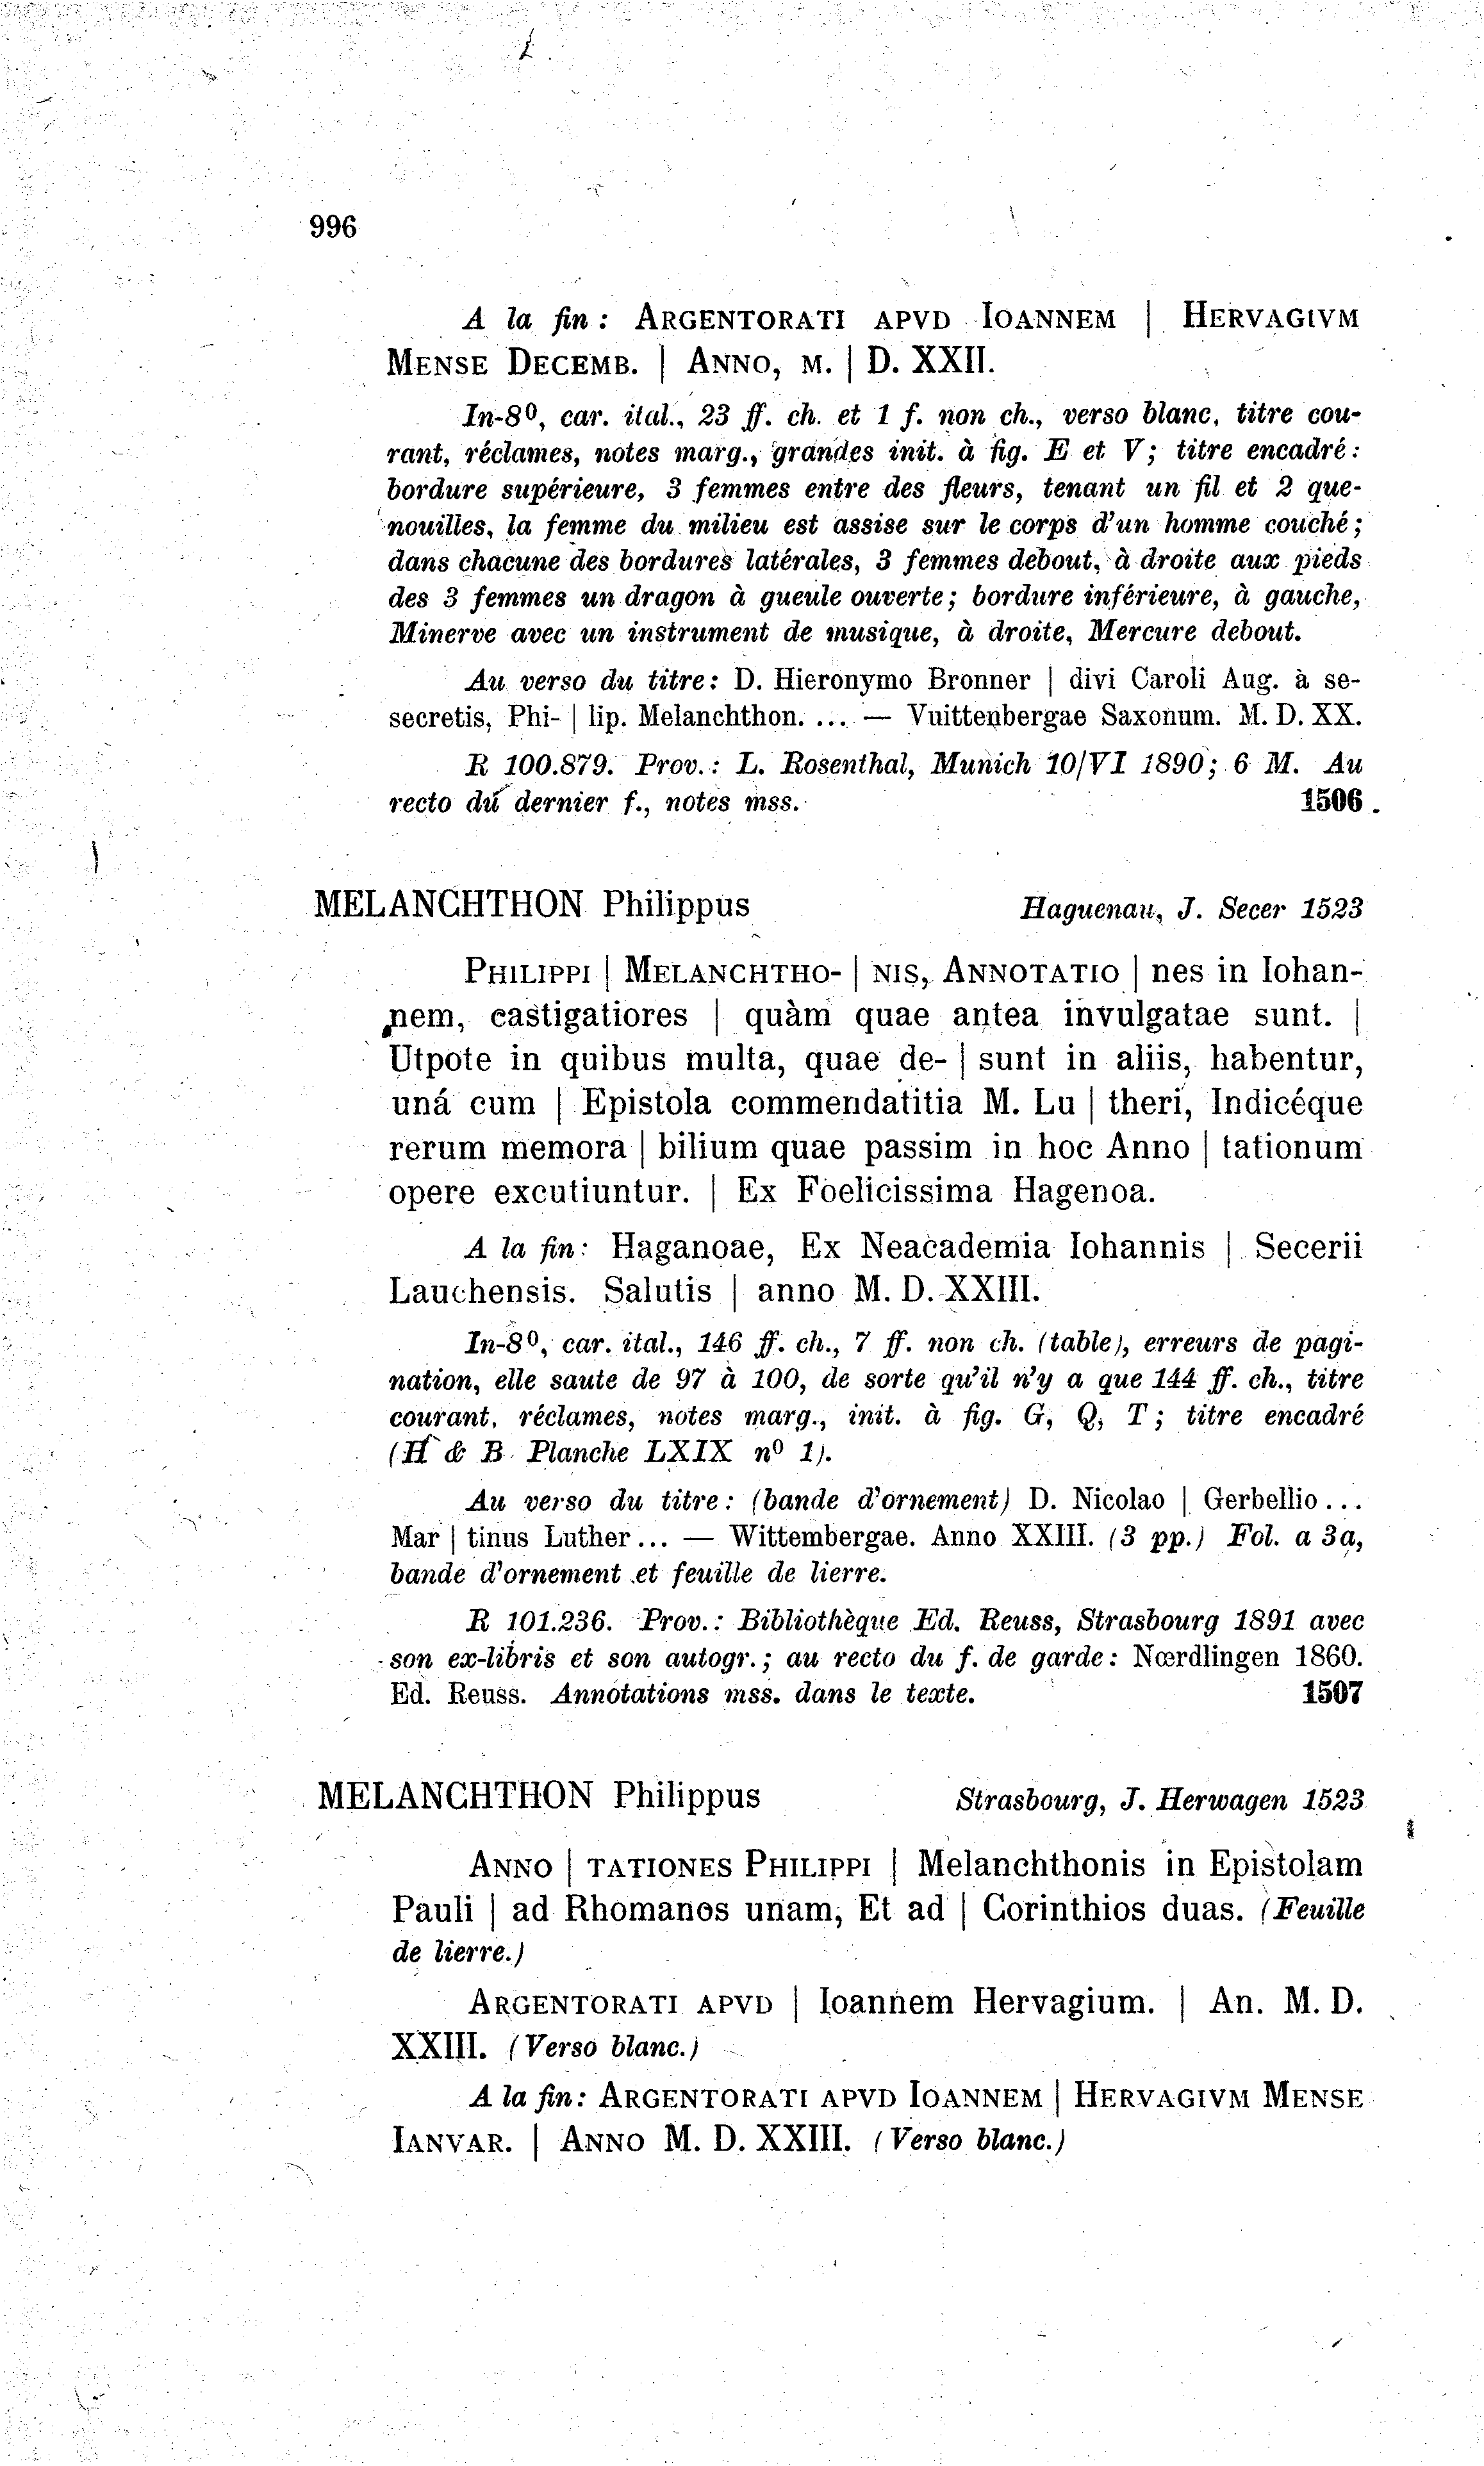 996
A la fin : ARGENTORATI APVD IOANNEM | HERVAGIVM
MENSE DECEMB. | ANNO, M. | D. XXII.
In-8⁰, car. ital., 23 ff. ch. et 1 f. non ch., verso blanc, titre cou-
rant, réclames, notes marg., grandes init. à fig. E et V; titre encadré:
bordure supérieure, 3 femmes entre des fleurs, tenant un fil et 2 que-
nouilles, la femme du milieu est assise sur le corps d'un homme couché;
dans chacune des bordures latérales, 3 femmes debout, à droite aux pieds
des 3 femmes un dragon à gueule ouverte; bordure inférieure, à gauche,
Minerve avec un instrument de musique, à droite, Mercure debout.
Au verso du titre: D. Hieronymo Bronner | divi Caroli Aug. à se-
secretis, Phi- | lip. Melanchthon. ... — Vuittenbergae Saxonum. M. D. XX.
R 100.879. Prov.: L. Rosenthal, Munich 10/VI 1890; 6 M. Au
recto du dernier f., notes mss. 1506.
MELANCHTHON Philippus Haguenau, J. Secer 1523
PHILIPPI | MELANCHTHO- | NIS, ANNOTATIO | nes in Iohan-
nem, castigatiores | quàm quae antea invulgatae sunt. |
Utpote in quibus multa, quae de- | sunt in aliis, habentur,
uná cum | Epistola commendatitia M. Lu | theri, Indicéque
rerum memora | bilium quae passim in hoc Anno | tationum
opere excutiuntur. | Ex Foelicissima Hagenoa.
A la fin: Haganoae, Ex Neacademia Iohannis | Secerii
Lauchensis. Salutis | anno M. D. XXIII.
In-8⁰, car. ital., 146 ff. ch., 7 ff. non ch. (table), erreurs de pagi-
nation, elle saute de 97 à 100, de sorte qu'il n'y a que 144 ff. ch., titre
courant, réclames, notes marg., init. à fig. G, Q, T; titre encadré
(H & B Planche LXIX n⁰ 1).
Au verso du titre: (bande d'ornement) D. Nicolao | Gerbellio...
Mar | tinus Luther... — Wittembergae. Anno XXIII. (3 pp.) Fol. a 3a,
bande d'ornement et feuille de lierre.
R 101.236. Prov.: Bibliothèque Ed. Reuss, Strasbourg 1891 avec
son ex-libris et son autogr.; au recto du f. de garde: Nœrdlingen 1860.
Ed. Reuss. Annotations mss. dans le texte. 1507
MELANCHTHON Philippus Strasbourg, J. Herwagen 1523
ANNO | TATIONES PHILIPPI | Melanchthonis in Epistolam
Pauli | ad Rhomanos unam, Et ad | Corinthios duas. (Feuille
de lierre.)
ARGENTORATI APVD | Ioannem Hervagium. | An. M. D.
XXIII. (Verso blanc.)
A la fin: ARGENTORATI APVD IOANNEM | HERVAGIVM MENSE
IANVAR. | ANNO M. D. XXIII. (Verso blanc.)